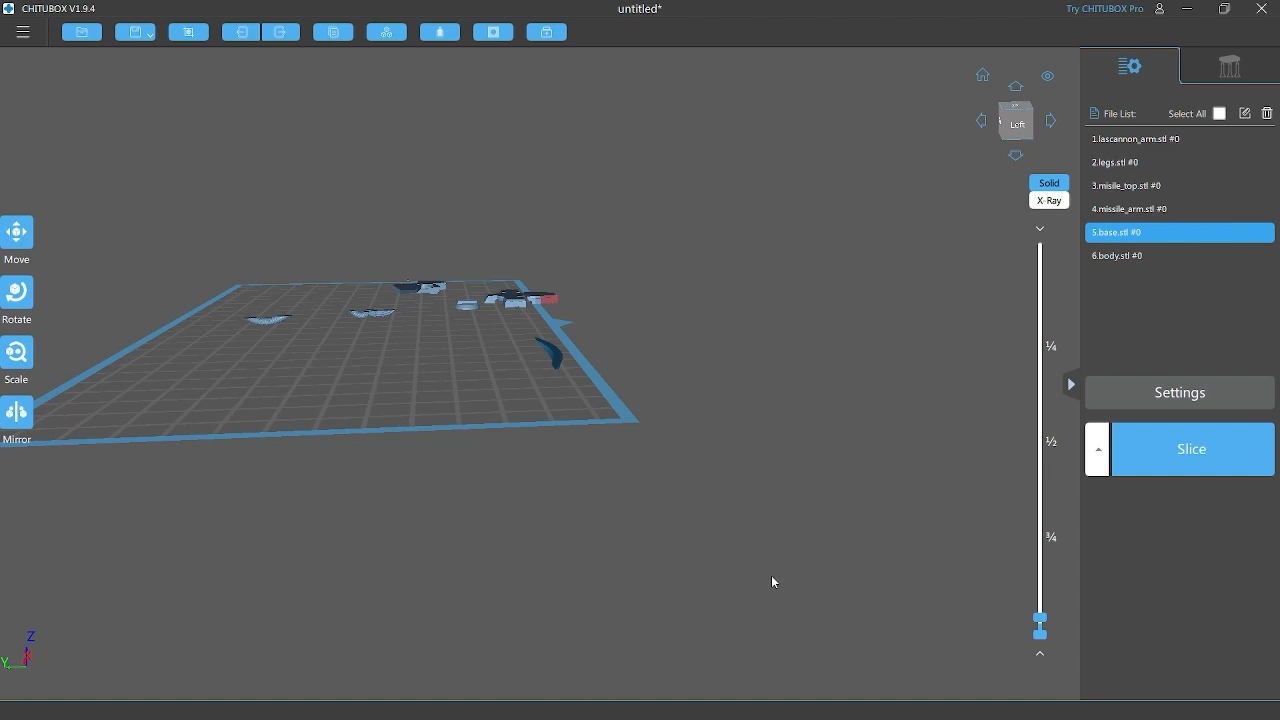 CHITUBOX V1.9.4
untitled*
Try CHITUBOX Pro
File List:
Select All
1.lascannon_arm.stl #0
2.legs.stl #0
3.misile_top.stl #0
4.missile_arm.stl #0
5.base.stl #0
6.body.stl #0
Left
Solid
X-Ray
Move
Rotate
Scale
Mirror
¼
½
¾
Settings
Slice
Z
Y
X